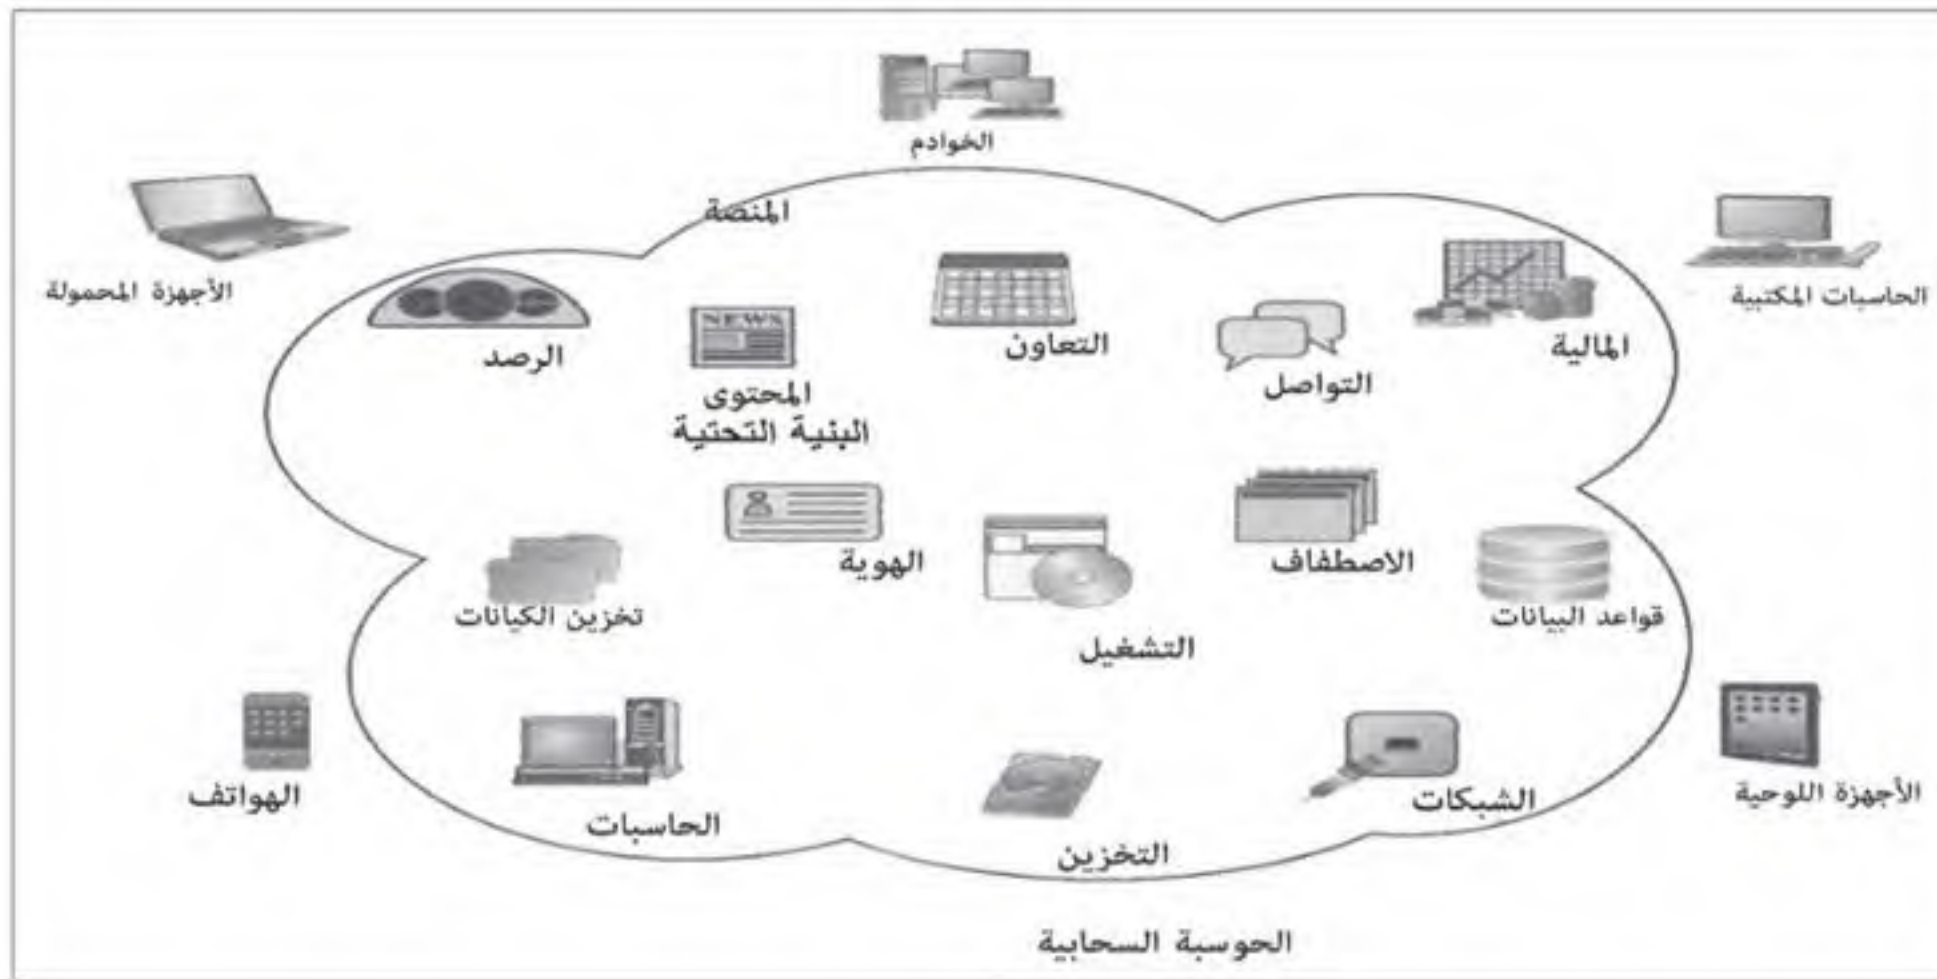 الخوادم
المنصة
الحاسبات المكتبية
الأجهزة المحمولة
المالية
التواصل
التعاون
NEWS
المحتوى
الرصد
البنية التحتية
قواعد البيانات
الاصطفاف
التشغيل
الهوية
تخزين الكيانات
الأجهزة اللوحية
الشبكات
التخزين
الحاسبات
الهواتف
الحوسبة السحابية